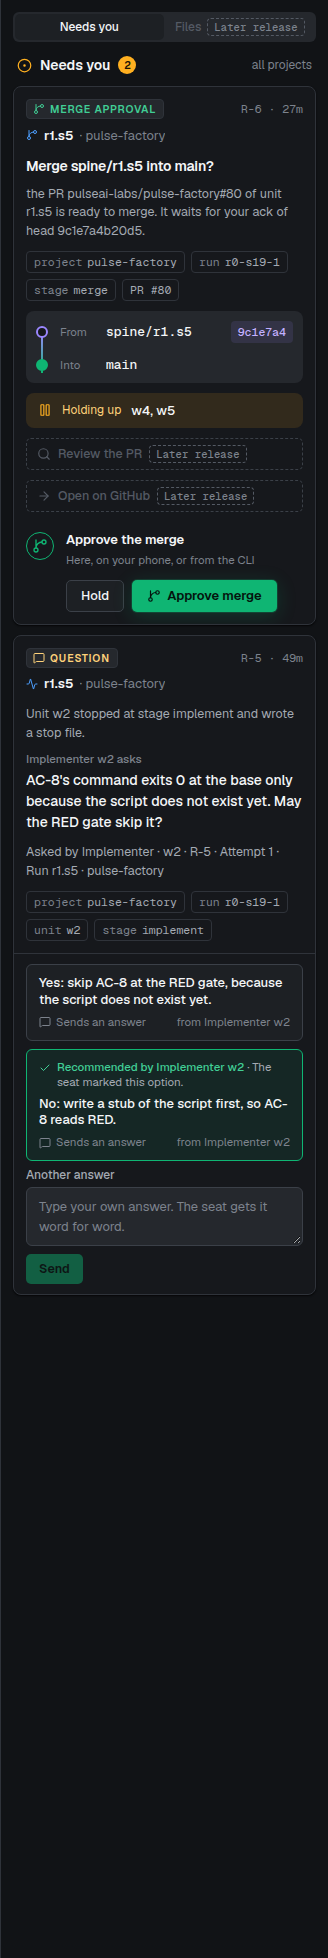 Needs you
Files Later release
Needs you 2 all projects
MERGE APPROVAL R-6 · 27m
r1.s5 · pulse-factory
Merge spine/r1.s5 into main?
the PR pulseai-labs/pulse-factory#80 of unit
r1.s5 is ready to merge. It waits for your ack of
head 9c1e7a4b20d5.
project pulse-factory run r0-s19-1
stage merge PR #80
From spine/r1.s5 9c1e7a4
Into main
Holding up w4, w5
Review the PR Later release
Open on GitHub Later release
Approve the merge
Here, on your phone, or from the CLI
Hold Approve merge
QUESTION R-5 · 49m
r1.s5 · pulse-factory
Unit w2 stopped at stage implement and wrote
a stop file.
Implementer w2 asks
AC-8's command exits 0 at the base only
because the script does not exist yet. May
the RED gate skip it?
Asked by Implementer · w2 · R-5 · Attempt 1 ·
Run r1.s5 · pulse-factory
project pulse-factory run r0-s19-1
unit w2 stage implement
Yes: skip AC-8 at the RED gate, because
the script does not exist yet.
Sends an answer from Implementer w2
Recommended by Implementer w2 · The
seat marked this option.
No: write a stub of the script first, so AC-
8 reads RED.
Sends an answer from Implementer w2
Another answer
Type your own answer. The seat gets it
word for word.
Send